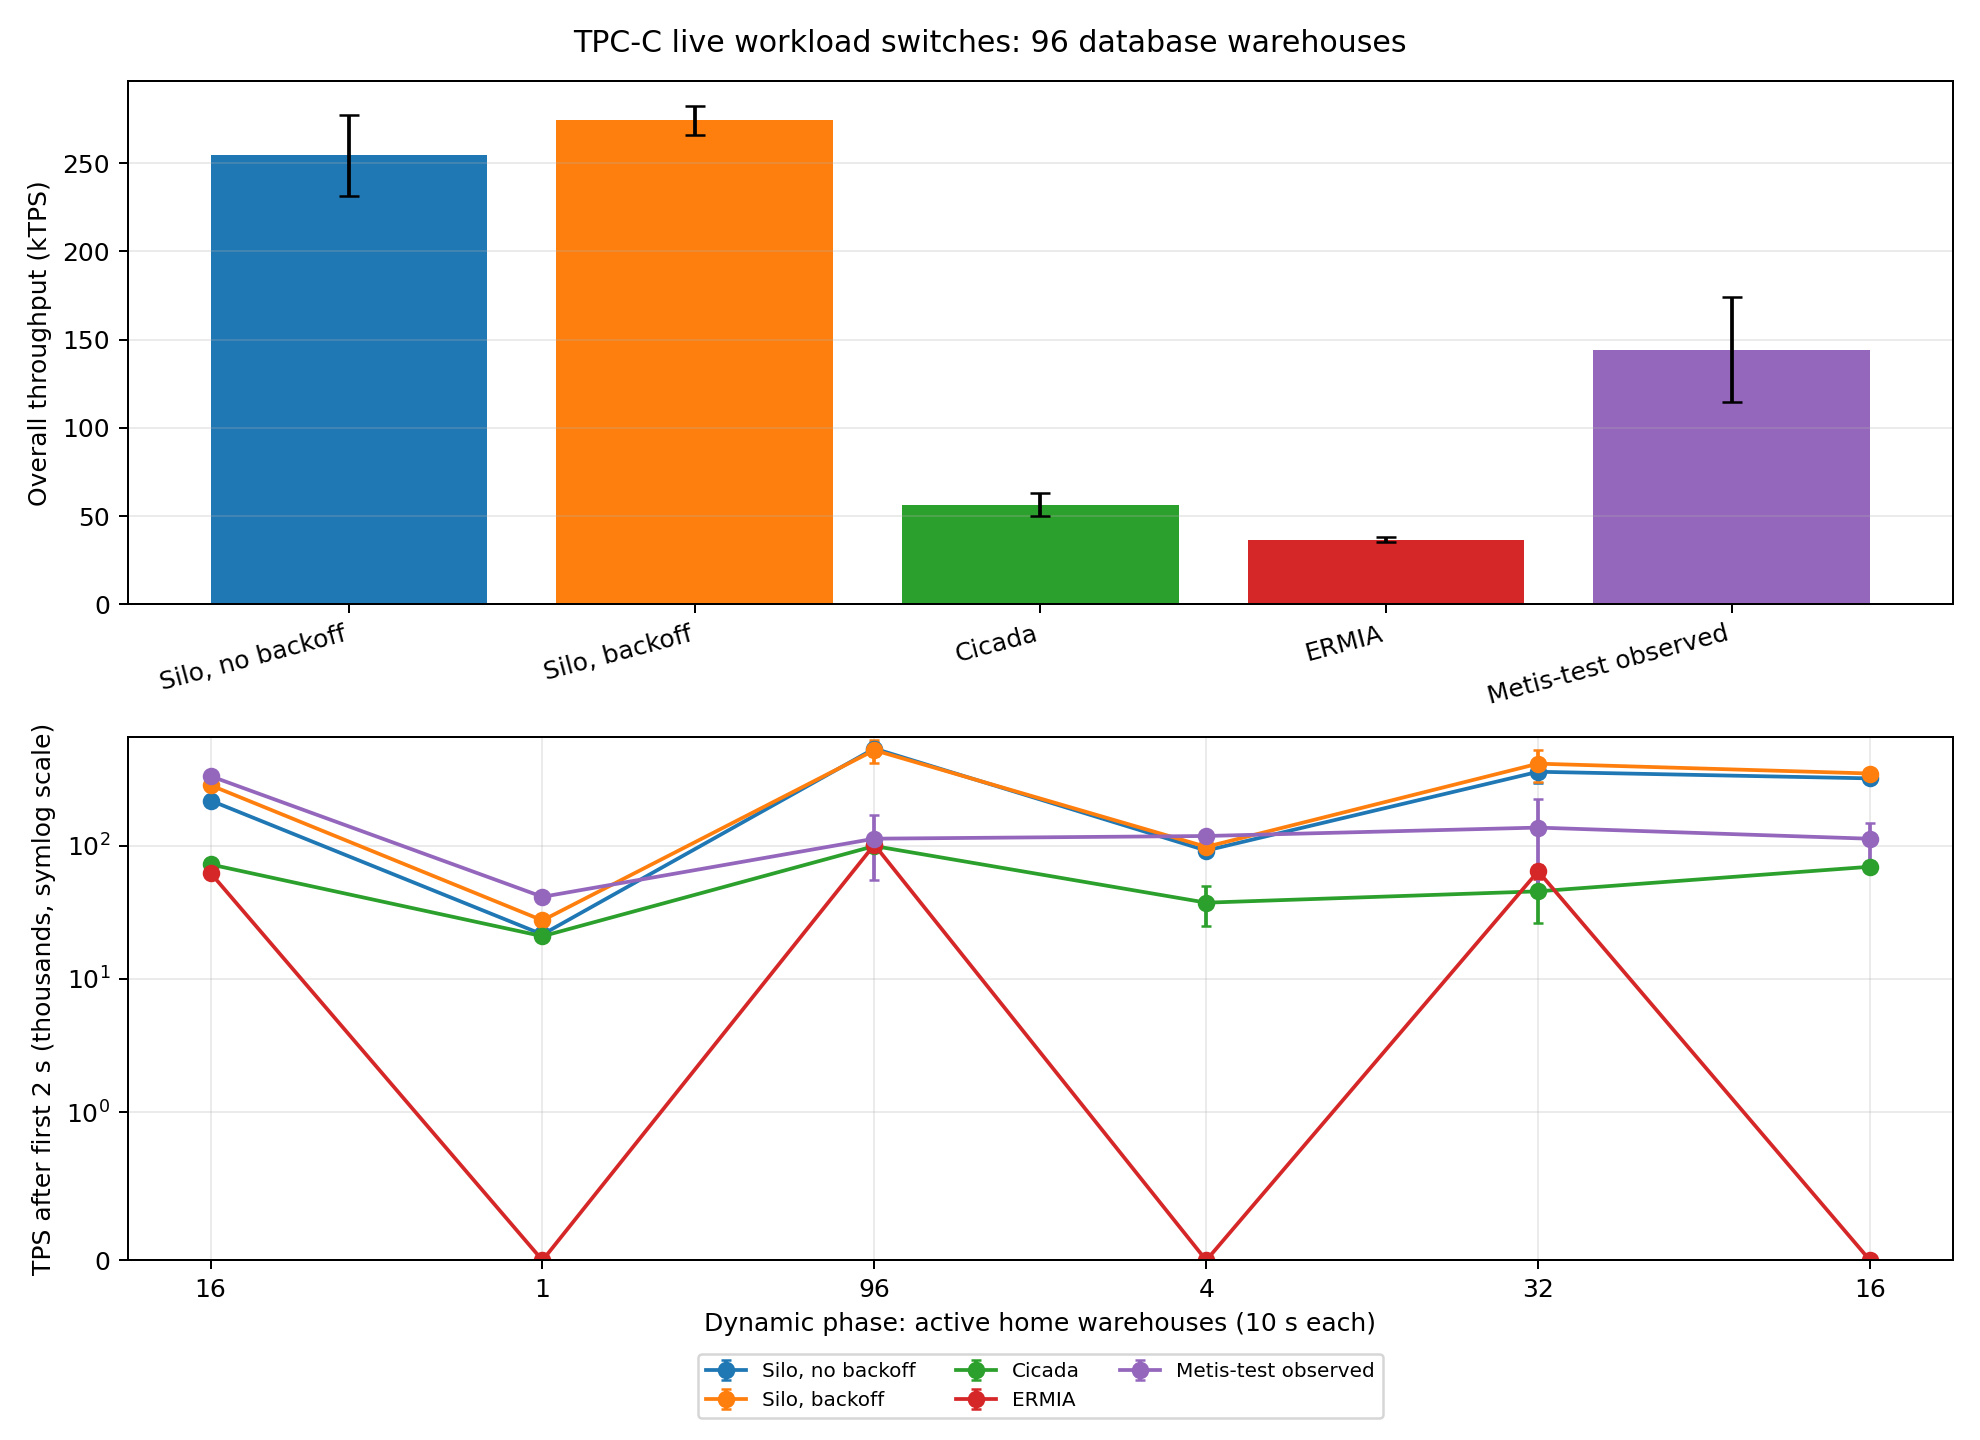 TPC-C live workload switches: 96 database warehouses
Overall throughput (kTPS)
250
200
150
100
50
0
Silo, no backoff
Silo, backoff
Cicada
ERMIA
Metis-test observed
TPS after first 2 s (thousands, symlog scale)
10²
10¹
10⁰
0
16
1
96
4
32
16
Dynamic phase: active home warehouses (10 s each)
Silo, no backoff
Silo, backoff
Cicada
ERMIA
Metis-test observed